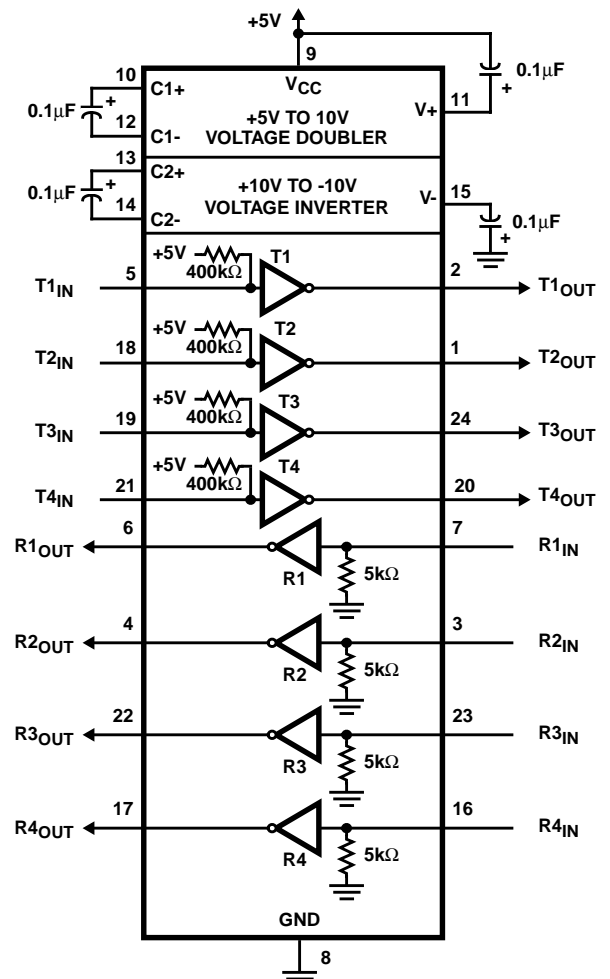 +5V
9
10
C1+
VCC
0.1µF
+
0.1µF
+
12
C1-
+5V TO 10V
VOLTAGE DOUBLER
V+
11
13
C2+
0.1µF
+
14
C2-
+10V TO -10V
VOLTAGE INVERTER
V-
15
0.1µF
+
+5V
400kΩ
T1
T1IN
5
2
T1OUT
+5V
400kΩ
T2
T2IN
18
1
T2OUT
+5V
400kΩ
T3
T3IN
19
24
T3OUT
+5V
400kΩ
T4
T4IN
21
20
T4OUT
R1OUT
6
7
R1IN
R1
5kΩ
R2OUT
4
3
R2IN
R2
5kΩ
R3OUT
22
23
R3IN
R3
5kΩ
R4OUT
17
16
R4IN
R4
5kΩ
GND
8